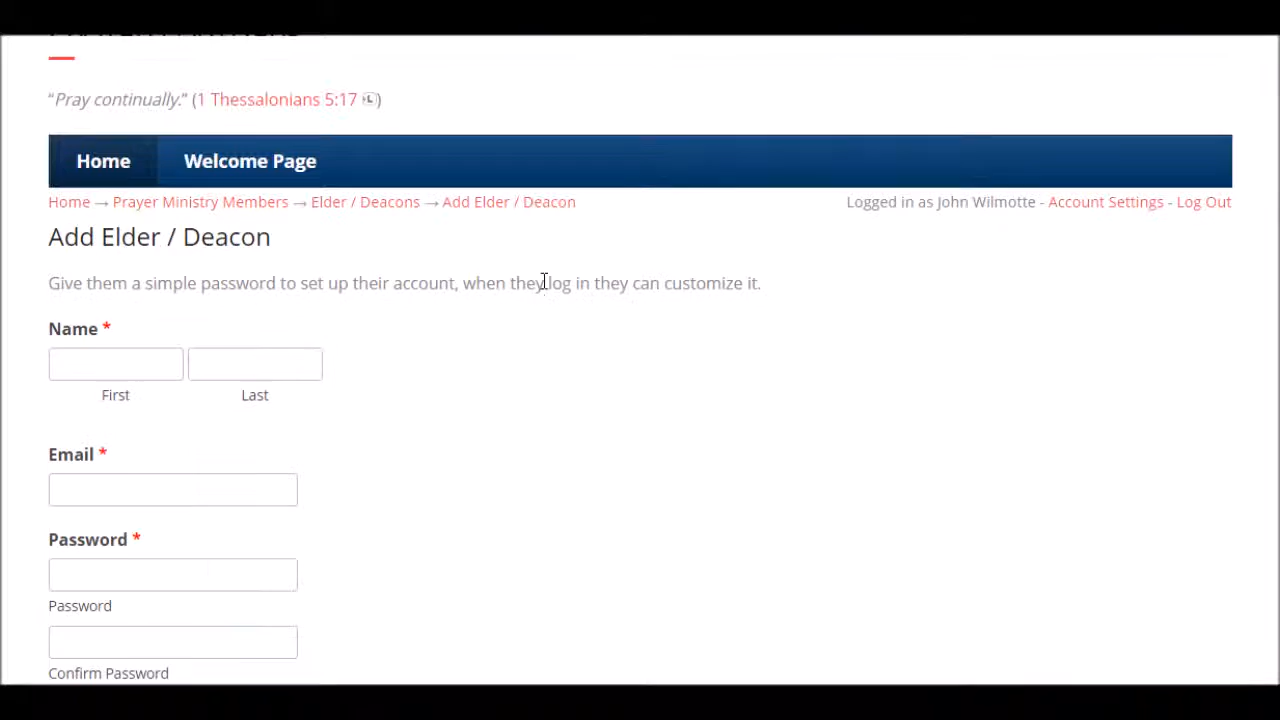 “Pray continually.” (1 Thessalonians 5:17)
Home Welcome Page
Home → Prayer Ministry Members → Elder / Deacons → Add Elder / Deacon Logged in as John Wilmotte - Account Settings - Log Out
Add Elder / Deacon
Give them a simple password to set up their account, when they log in they can customize it.
Name *
First Last
Email *
Password *
Password
Confirm Password